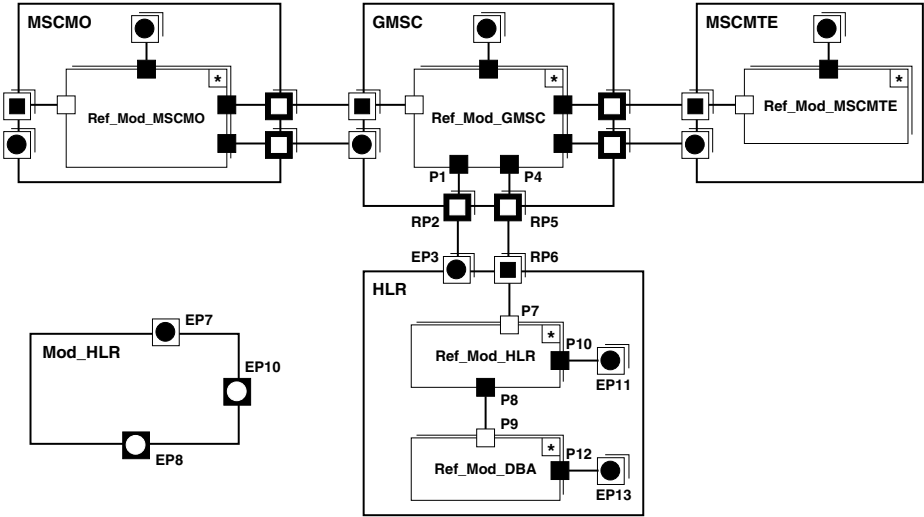 MSCMO
GMSC
MSCMTE
*
*
*
Ref_Mod_MSCMO
Ref_Mod_GMSC
Ref_Mod_MSCMTE
P1
P4
RP2
RP5
EP3
RP6
HLR
P7
EP7
Mod_HLR
*
P10
Ref_Mod_HLR
EP10
EP11
P8
P9
*
P12
EP8
Ref_Mod_DBA
EP13